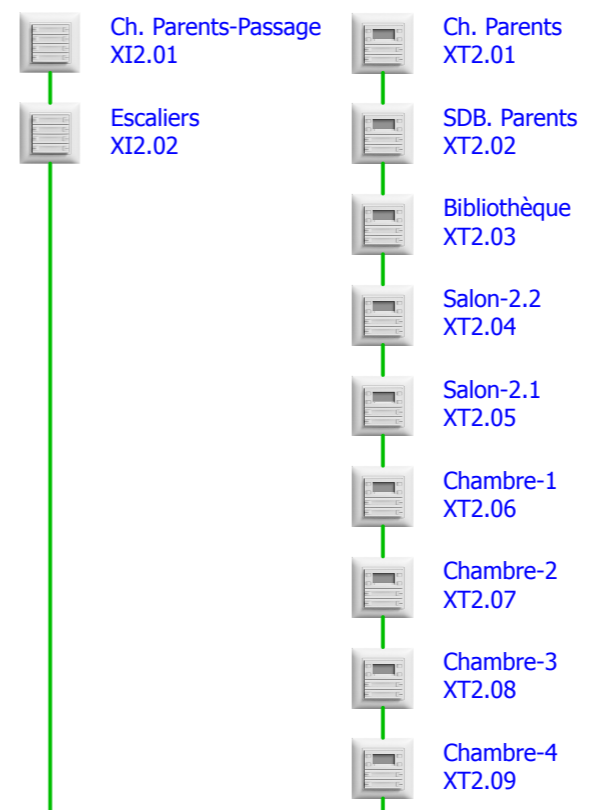 Ch. Parents-Passage
XI2.01
Escaliers
XI2.02
Ch. Parents
XT2.01
SDB. Parents
XT2.02
Bibliothèque
XT2.03
Salon-2.2
XT2.04
Salon-2.1
XT2.05
Chambre-1
XT2.06
Chambre-2
XT2.07
Chambre-3
XT2.08
Chambre-4
XT2.09